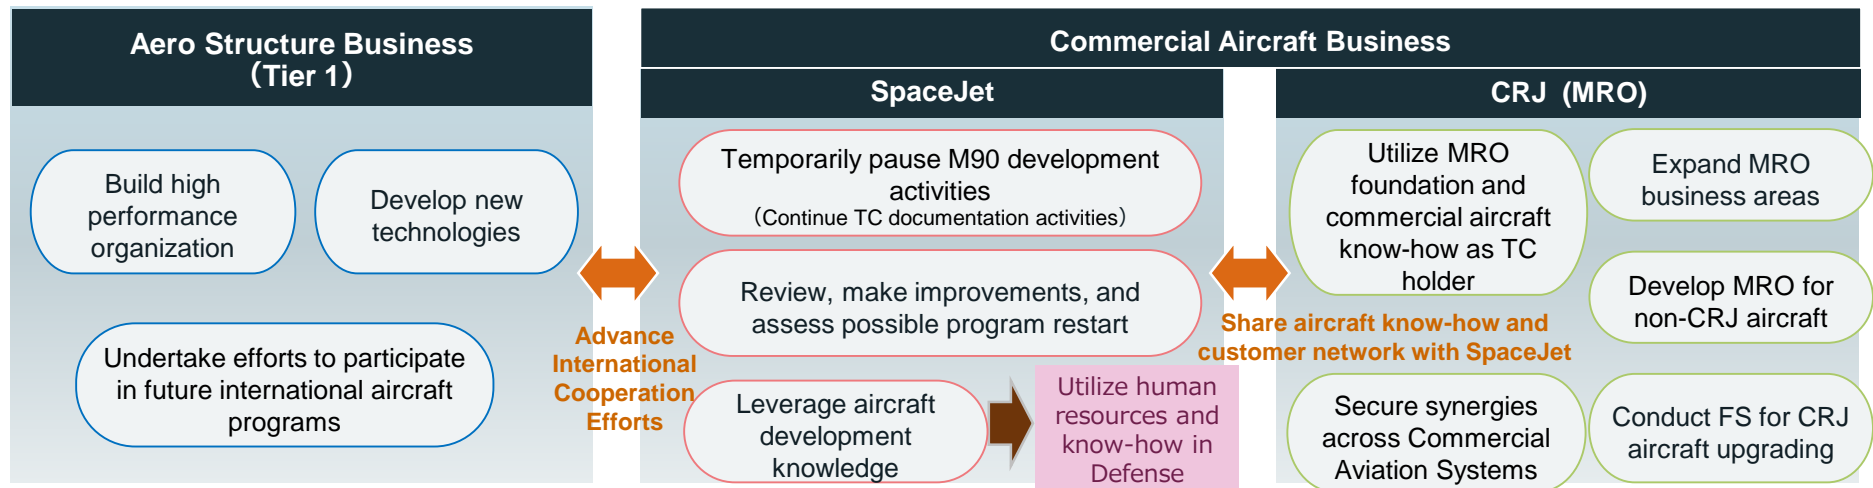 Aero Structure Business
（Tier 1）
Build high
performance
organization
Develop new
technologies
Undertake efforts to participate
in future international aircraft
programs
Advance
International
Cooperation
Efforts
Commercial Aircraft Business
SpaceJet
Temporarily pause M90 development
activities
（Continue TC documentation activities）
Review, make improvements, and
assess possible program restart
Leverage aircraft
development
knowledge
Utilize human
resources and
know-how in
Defense
Share aircraft know-how and
customer network with SpaceJet
CRJ (MRO)
Utilize MRO
foundation and
commercial aircraft
know-how as TC
holder
Expand MRO
business areas
Develop MRO for
non-CRJ aircraft
Secure synergies
across Commercial
Aviation Systems
Conduct FS for CRJ
aircraft upgrading